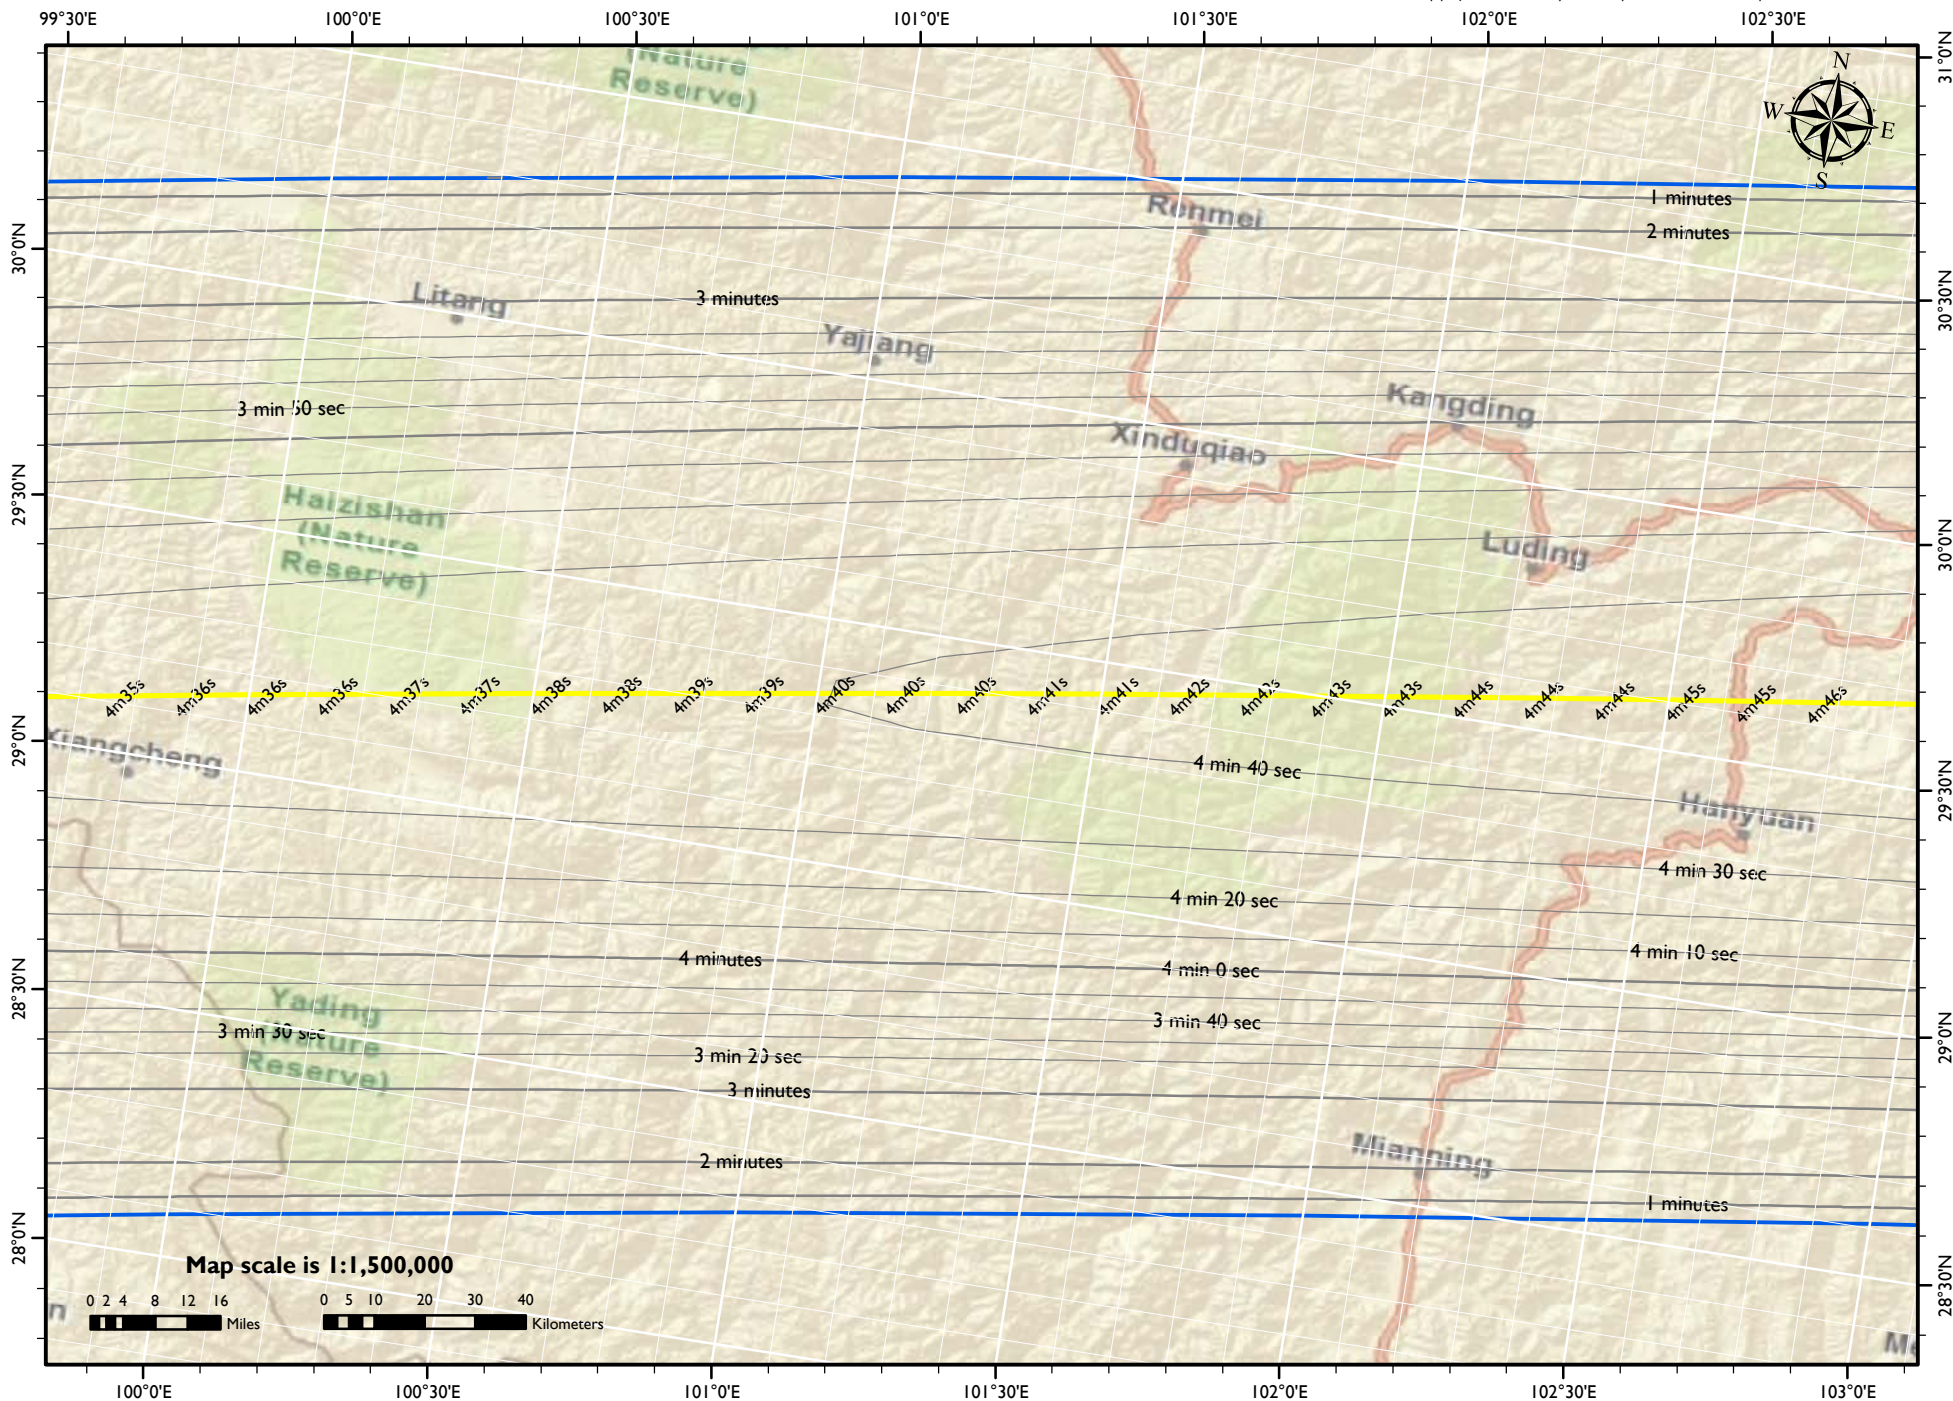 99°30'E 100°0'E 100°30'E 101°0'E 101°30'E 102°0'E 102°30'E
31°0'N
N
W E
S
(Nature
Reserve)
1 minutes
Renmei
2 minutes
30°0'N
Litang
3 minutes
30°30'N
Yajiang
Kangding
3 min 50 sec
Xinduqiao
29°30'N
Haizishan
(Nature
Reserve)
Luding
30°0'N
4m35s 4m36s 4m36s 4m36s 4m37s 4m37s 4m38s 4m38s 4m39s 4m39s 4m40s 4m40s 4m40s 4m41s 4m41s 4m42s 4m42s 4m43s 4m43s 4m44s 4m44s 4m44s 4m45s 4m45s 4m46s
29°0'N
Xiangcheng
4 min 40 sec
29°30'N
Hanyuan
4 min 30 sec
4 min 20 sec
4 min 10 sec
4 minutes
4 min 0 sec
28°30'N
Yading
(Nature
Reserve)
3 min 30 sec
3 min 40 sec
29°0'N
3 min 20 sec
3 minutes
Mianning
2 minutes
1 minutes
28°0'N
Map scale is 1:1,500,000
28°30'N
0 2 4 8 12 16 Miles
0 5 10 20 30 40 Kilometers
n
Me
100°0'E 100°30'E 101°0'E 101°30'E 102°0'E 102°30'E 103°0'E